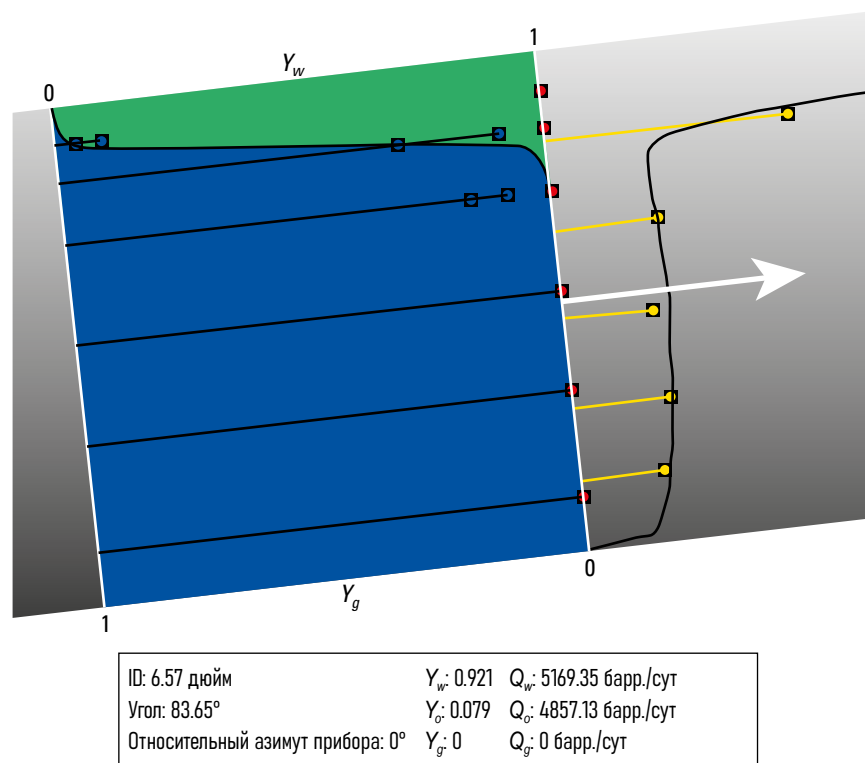 1
Y_w
0
0
Y_g
1
ID: 6.57 дюйм Y_w: 0.921 Q_w: 5169.35 барр./сут
Угол: 83.65° Y_o: 0.079 Q_o: 4857.13 барр./сут
Относительный азимут прибора: 0° Y_g: 0 Q_g: 0 барр./сут